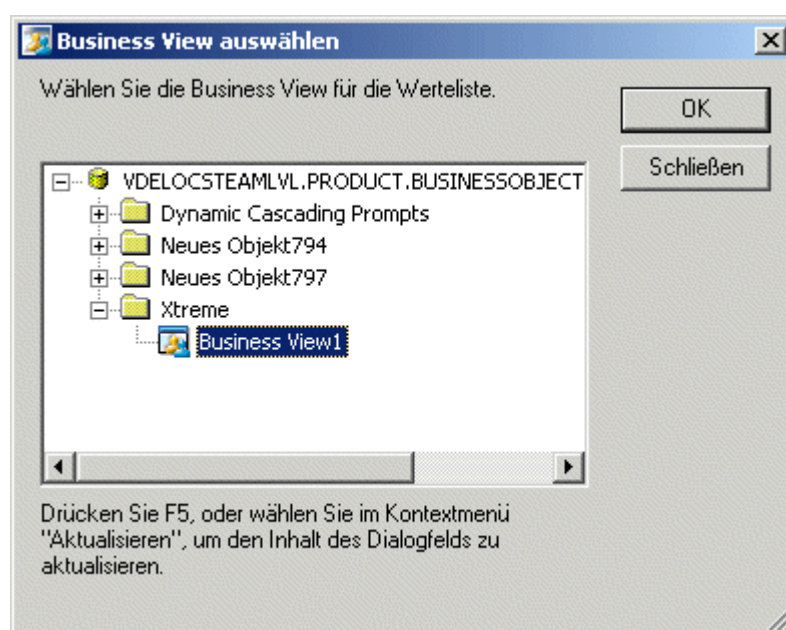 Business View auswählen
Wählen Sie die Business View für die Werteliste.
OK
Schließen
VDELOCSTEAMLVL.PRODUCT.BUSINESSOBJECT
Dynamic Cascading Prompts
Neues Objekt794
Neues Objekt797
Xtreme
Business View1
Drücken Sie F5, oder wählen Sie im Kontextmenü
"Aktualisieren", um den Inhalt des Dialogfelds zu
aktualisieren.